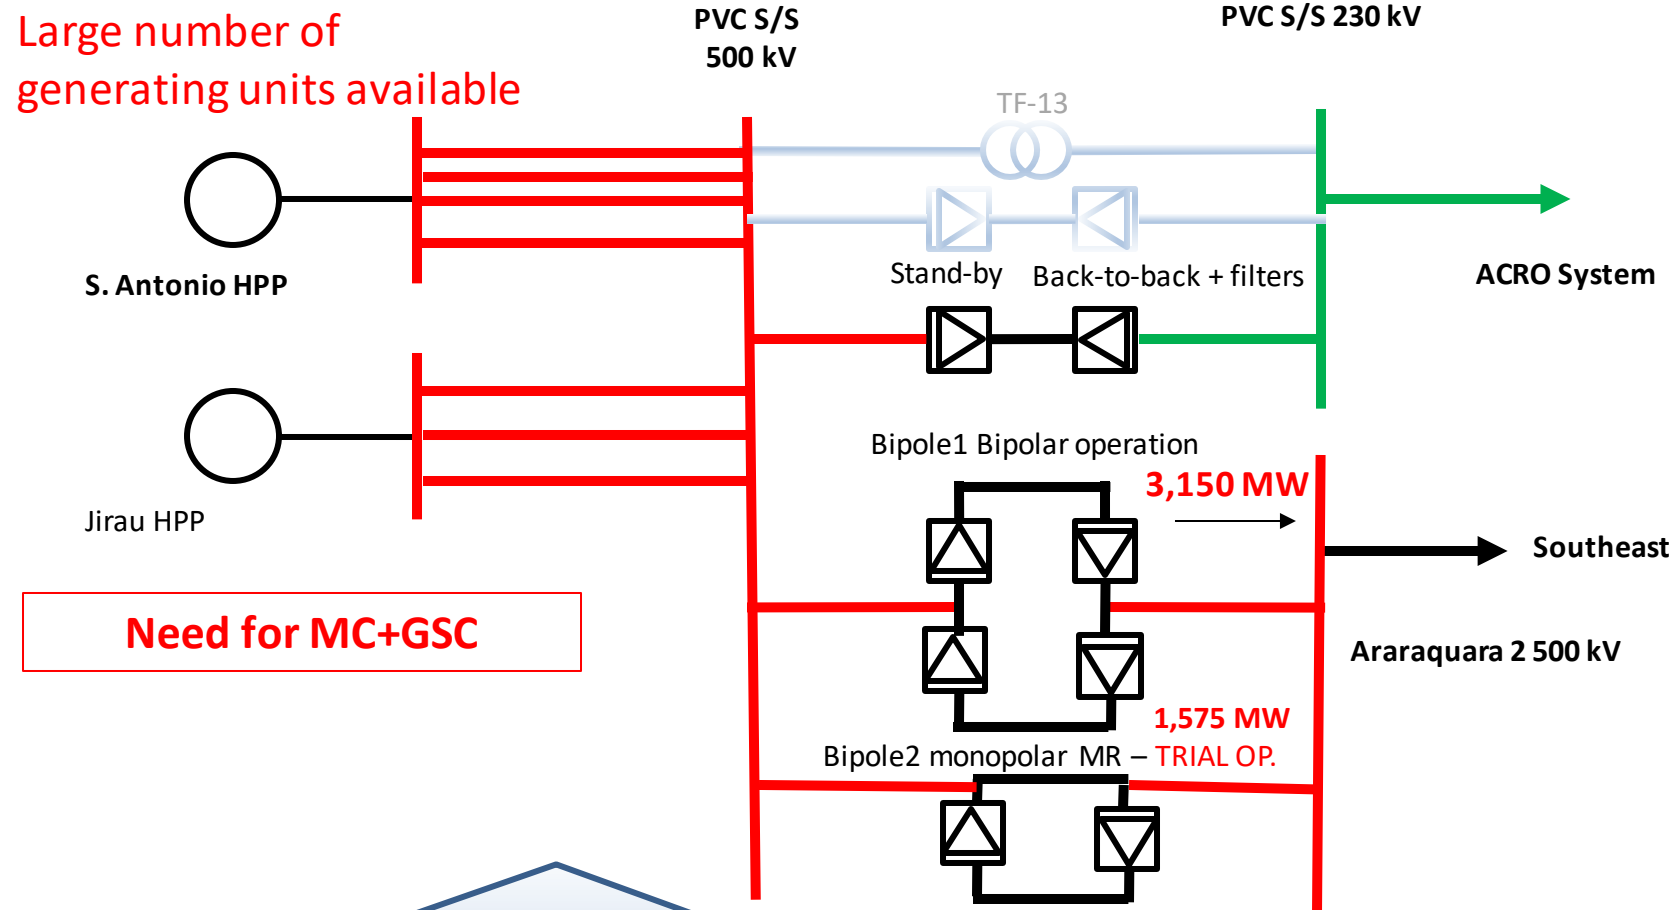 Large number of
generating units available
PVC S/S
500 kV
PVC S/S 230 kV
TF-13
S. Antonio HPP
Stand-by
Back-to-back + filters
ACRO System
Bipole1 Bipolar operation
3,150 MW
Jirau HPP
Southeast
Need for MC+GSC
Araraquara 2 500 kV
1,575 MW
Bipole2 monopolar MR – TRIAL OP.